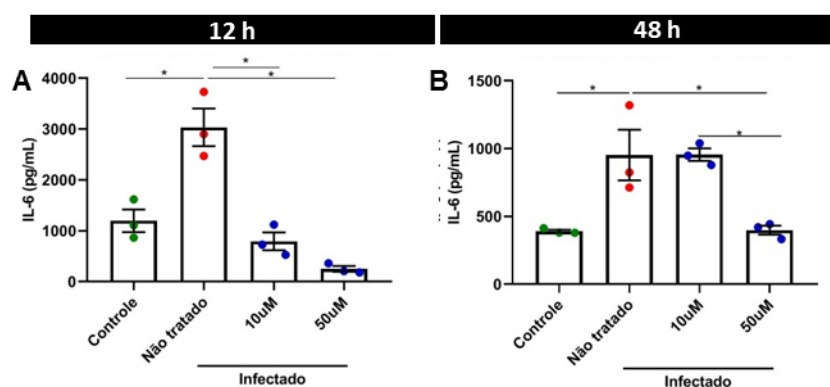 12 h
48 h
A
*
*
*
4000
3000
2000
1000
0
IL-6 (pg/mL)
Controle
Não tratado
10uM
50uM
Infectado
B
*
*
*
1500
1000
500
0
IL-6 (pg/mL)
Controle
Não tratado
10uM
50uM
Infectado